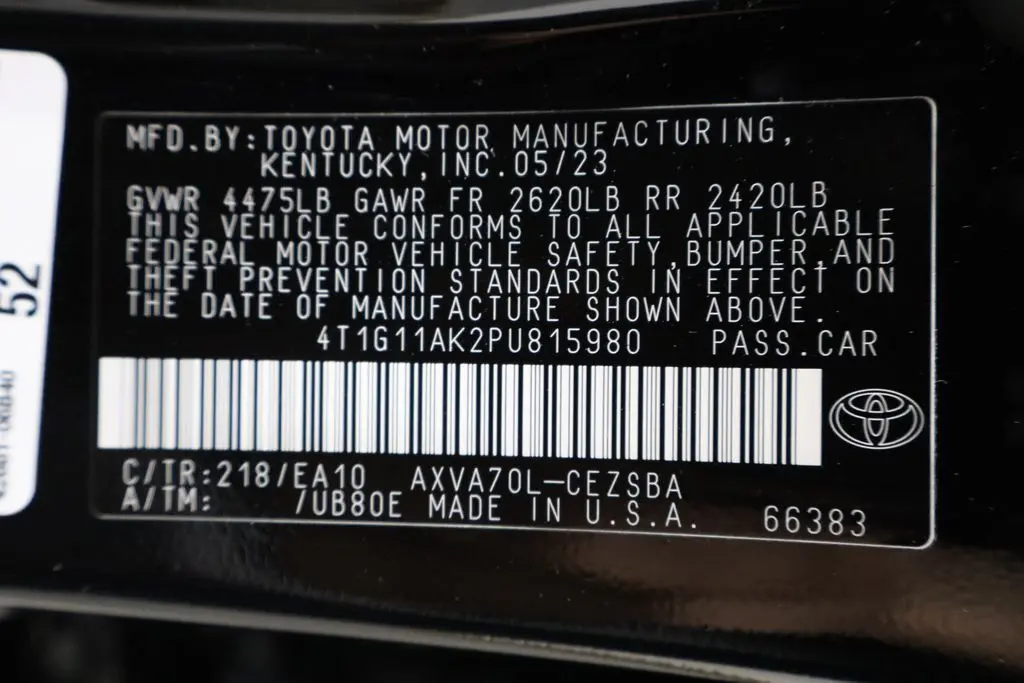 MFD.BY:TOYOTA MOTOR MANUFACTURING,
KENTUCKY,INC.05/23
GVWR 4475LB GAWR FR 2620LB RR 2420LB
THIS VEHICLE CONFORMS TO ALL APPLICABLE
FEDERAL MOTOR VEHICLE SAFETY,BUMPER,AND
THEFT PREVENTION STANDARDS IN EFFECT ON
THE DATE OF MANUFACTURE SHOWN ABOVE.
4T1G11AK2PU815980 PASS.CAR
C/TR:218/EA10 AXVA70L-CEZSBA
A/TM: /UB80E MADE IN U.S.A. 66383
52